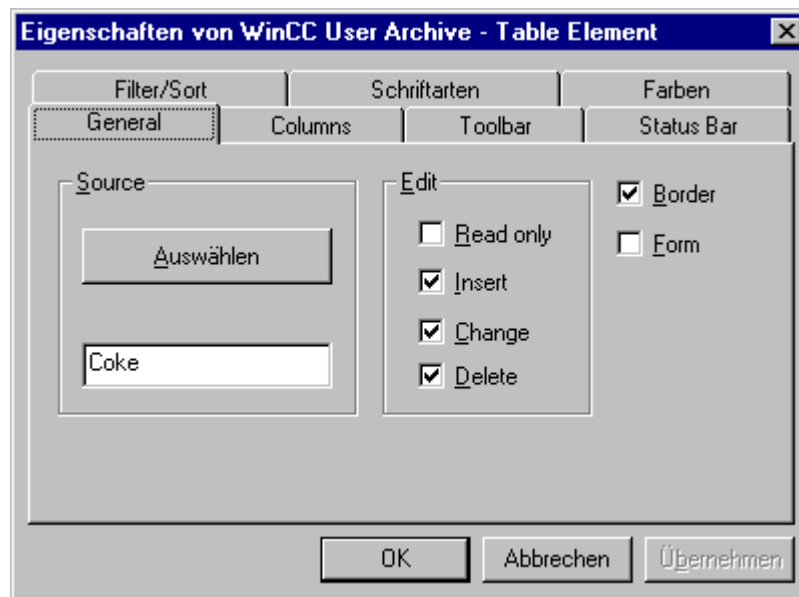 Eigenschaften von WinCC User Archive - Table Element
Filter/Sort Schriftarten Farben
General Columns Toolbar Status Bar
Source Edit
Border
Read only
Auswählen
Form
Insert
Change
Coke
Delete
OK Abbrechen Übernehmen